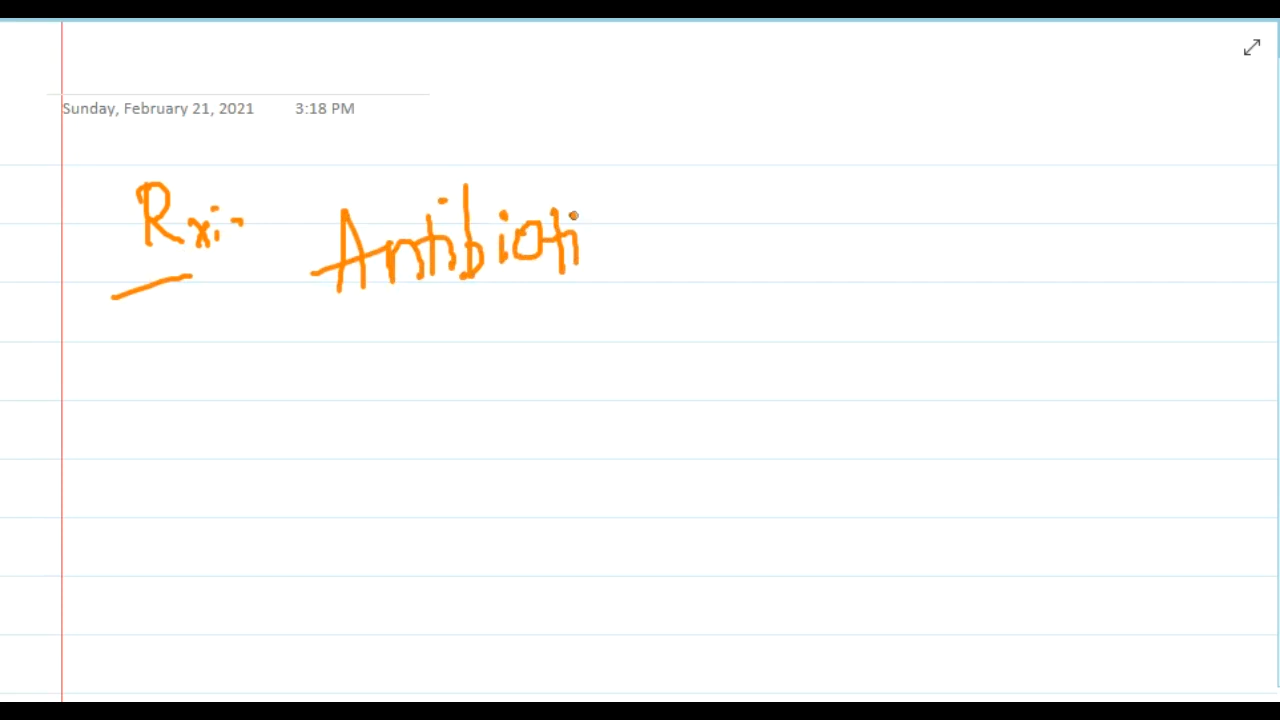 Sunday, February 21, 2021 3:18 PM
Rx:- Antibioti